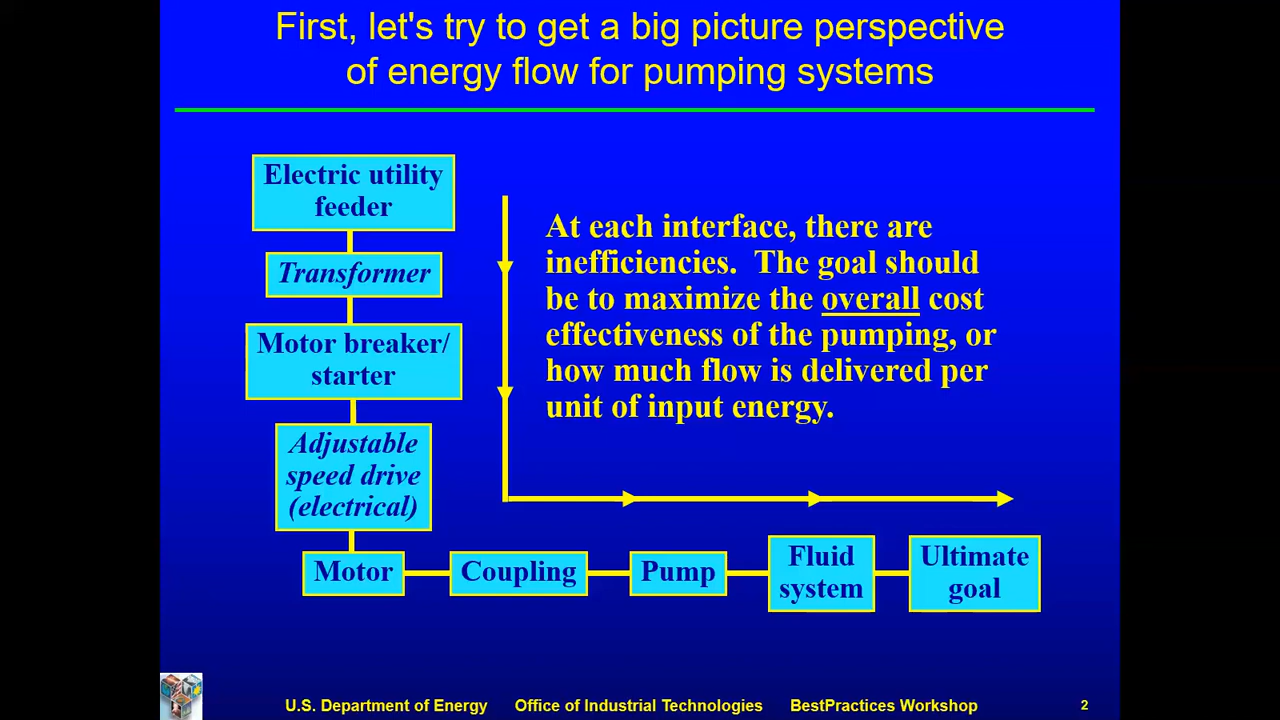 First, let's try to get a big picture perspective
of energy flow for pumping systems
Electric utility
feeder
Transformer
Motor breaker/
starter
Adjustable
speed drive
(electrical)
At each interface, there are
inefficiencies.  The goal should
be to maximize the overall cost
effectiveness of the pumping, or
how much flow is delivered per
unit of input energy.
Motor
Coupling
Pump
Fluid
system
Ultimate
goal
U.S. Department of Energy
Office of Industrial Technologies
BestPractices Workshop
2